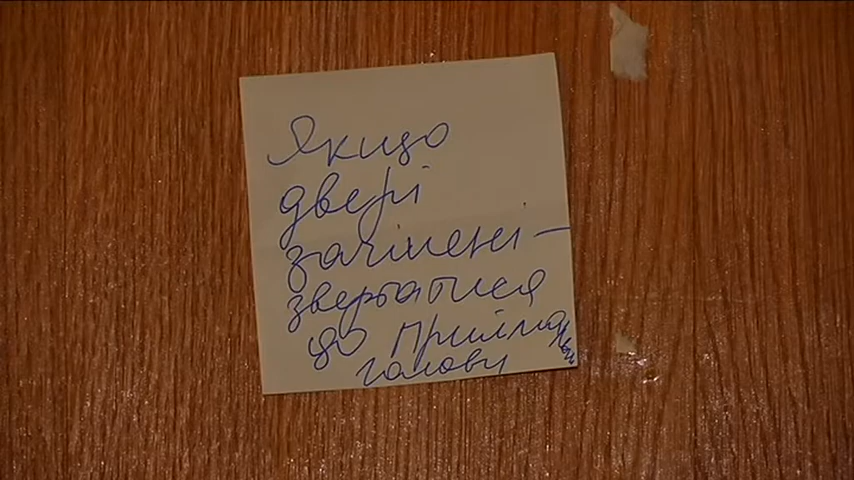 Якщо
двері
зачинені –
звертатися
до приймальні
голови